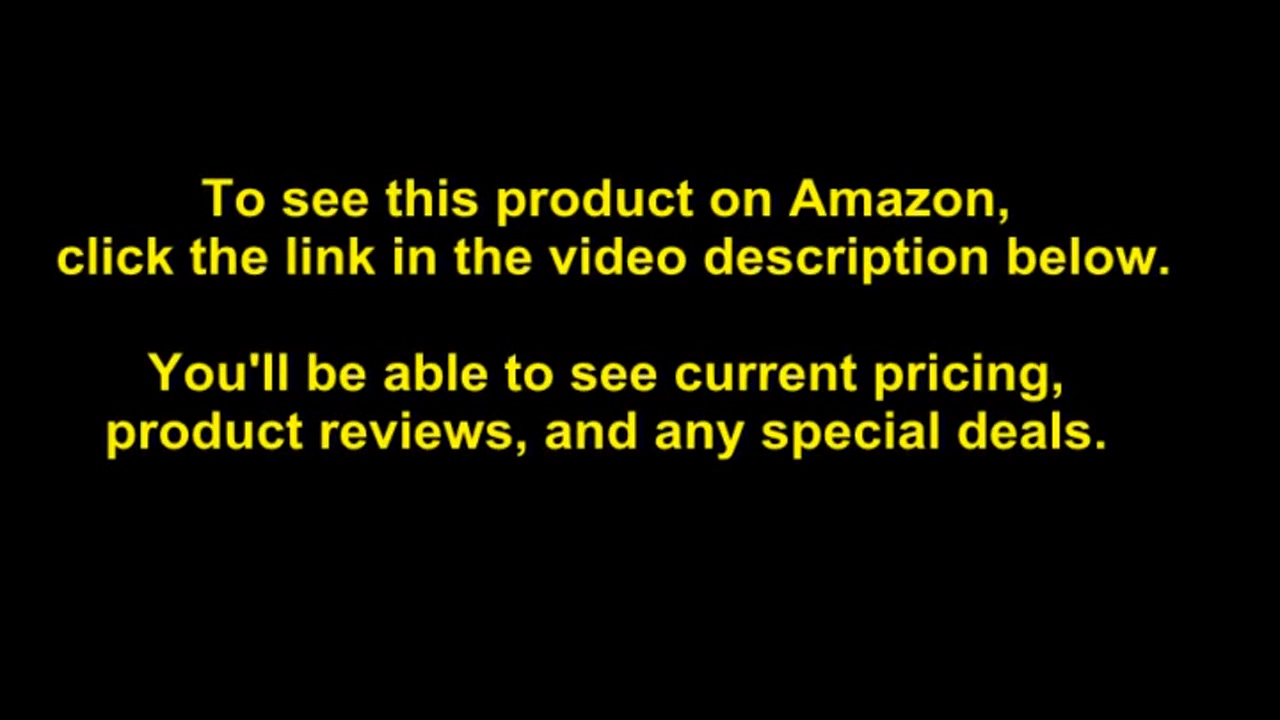 To see this product on Amazon,
click the link in the video description below.
You'll be able to see current pricing,
product reviews, and any special deals.